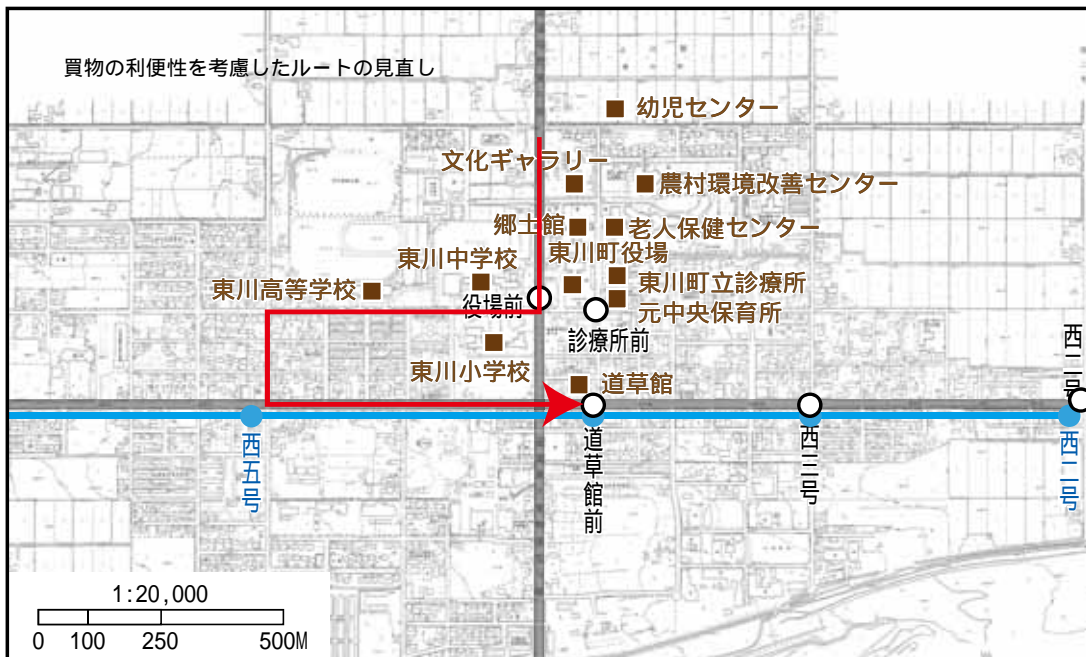 買物の利便性を考慮したルートの見直し
幼児センター
文化ギャラリー
農村環境改善センター
郷土館
老人保健センター
東川町役場
東川中学校
東川町立診療所
東川高等学校
役場前
元中央保育所
診療所前
西二号
東川小学校
道草館
西五号
道草館前
西三号
西二号
1:20,000
0 100 250 500M